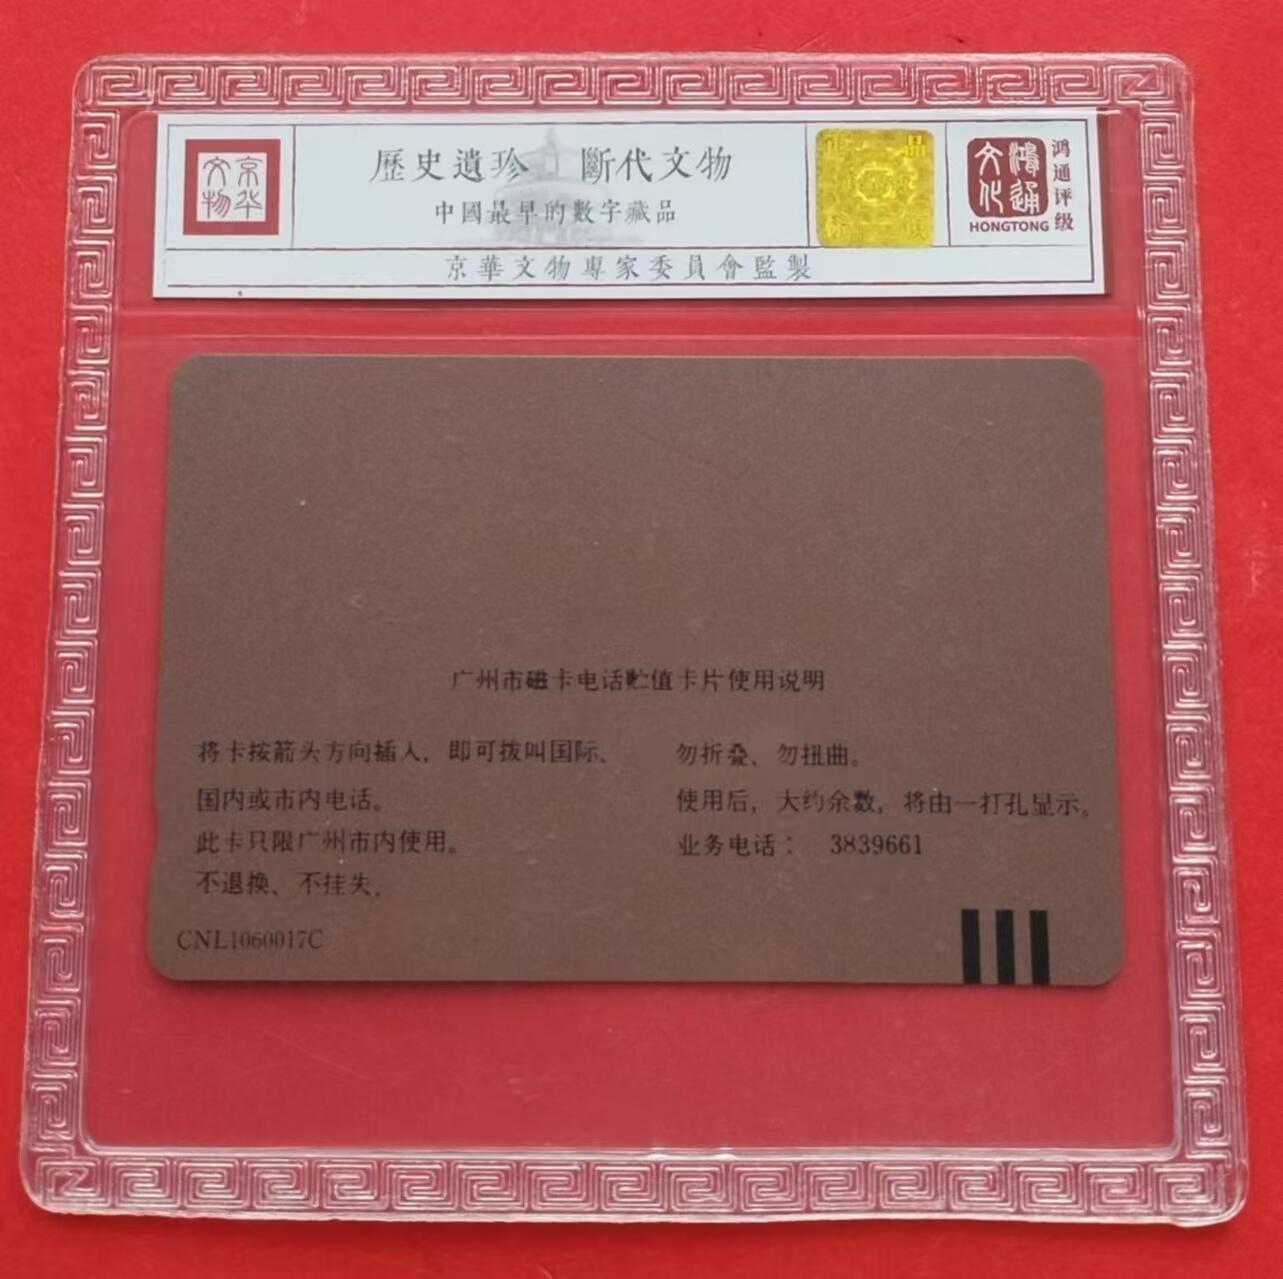 京华文物
歷史遺珍 斷代文物
中國最早的數字藏品
京華文物專家委員會監製
正品
鴻通文化
HONGTONG
鸿通评级
广州市磁卡电话贮值卡片使用说明
将卡按箭头方向插入，即可拨叫国际、
国内或市内电话。
此卡只限广州市内使用。
不退换、不挂失。
CNL1060017C
勿折叠、勿扭曲。
使用后，大约余数，将由一打孔显示。
业务电话： 3839661